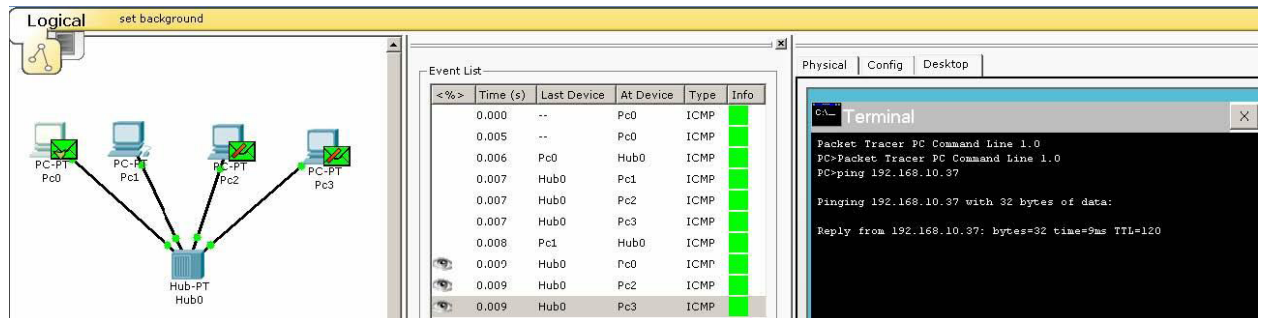 Logical set background
PC-PT
Pc0
PC-PT
Pc1
PC-PT
Pc2
PC-PT
Pc3
Hub-PT
Hub0
Event List
<%> Time (s) Last Device At Device Type Info
0.000 -- Pc0 ICMP
0.005 -- Pc0 ICMP
0.006 Pc0 Hub0 ICMP
0.007 Hub0 Pc1 ICMP
0.007 Hub0 Pc2 ICMP
0.007 Hub0 Pc3 ICMP
0.008 Pc1 Hub0 ICMP
0.009 Hub0 Pc0 ICMP
0.009 Hub0 Pc2 ICMP
0.009 Hub0 Pc3 ICMP
Physical Config Desktop
Terminal
Packet Tracer PC Command Line 1.0
PC>Packet Tracer PC Command Line 1.0
PC>ping 192.168.10.37
Pinging 192.168.10.37 with 32 bytes of data:
Reply from 192.168.10.37: bytes=32 time=9ms TTL=120